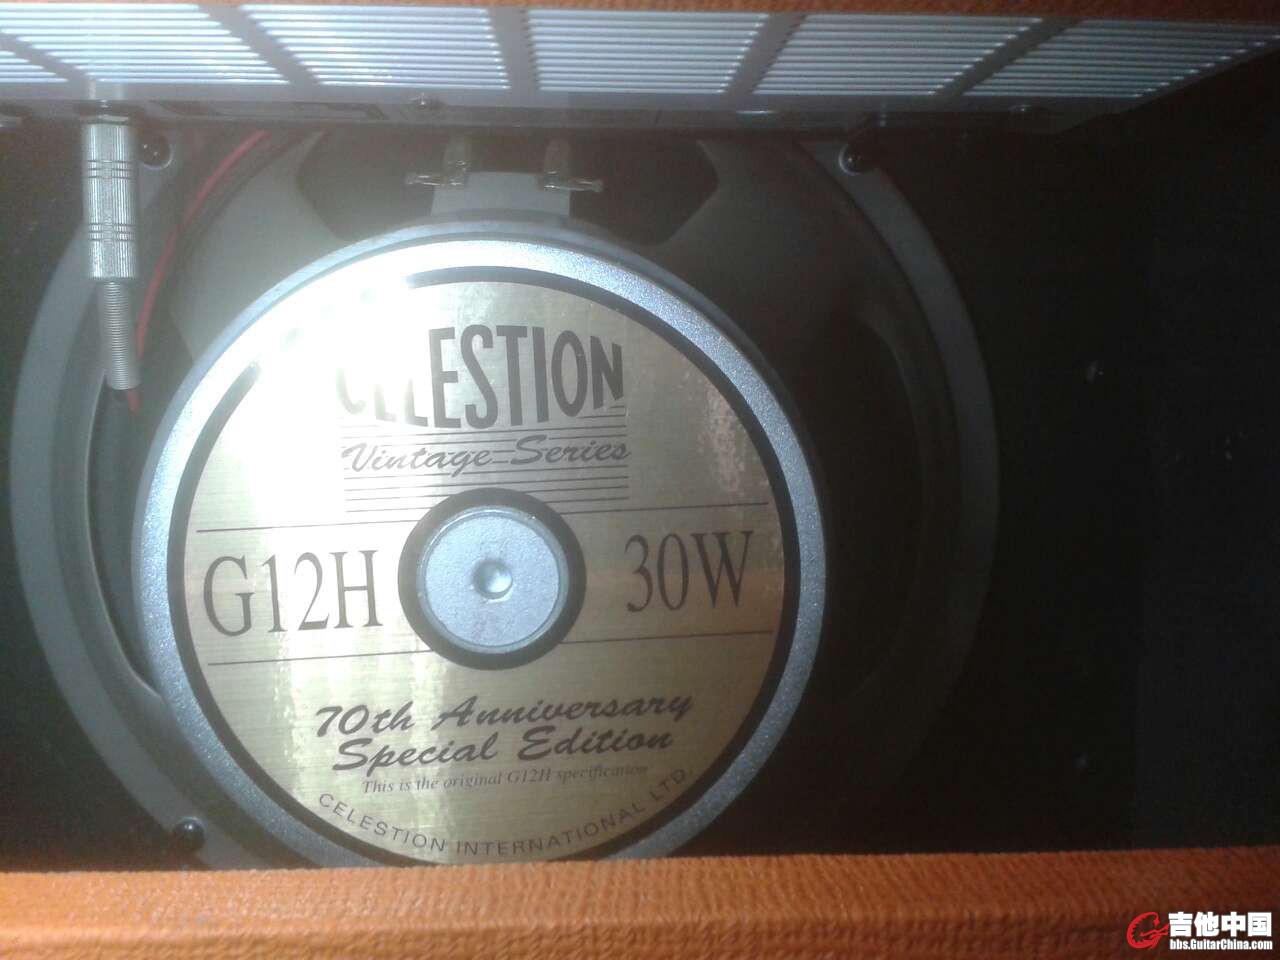 CELESTION
Vintage Series
G12H
30W
70th Anniversary
Special Edition
This is the original G12H specification
CELESTION INTERNATIONAL LTD.
吉他中国
bbs.GuitarChina.com